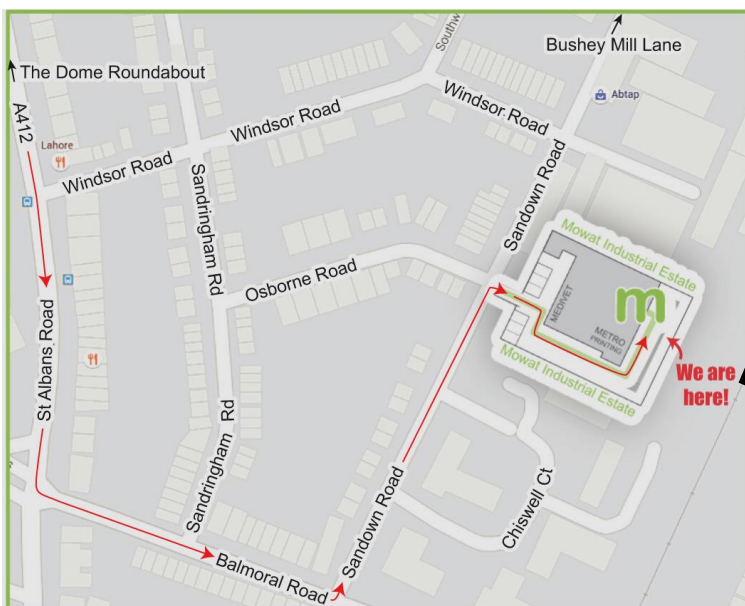 Southw
Bushey Mill Lane
The Dome Roundabout
A412
Abtap
Windsor Road
Windsor Road
Lahore
Windsor Road
Sandown Road
Sandringham Rd
Mowat Industrial Estate
Osborne Road
MEDIVET
m
METRO
PRINTING
We are
here!
Mowat Industrial Estate
St Albans Road
Sandringham Rd
Sandown Road
Chiswell Ct
Balmoral Road